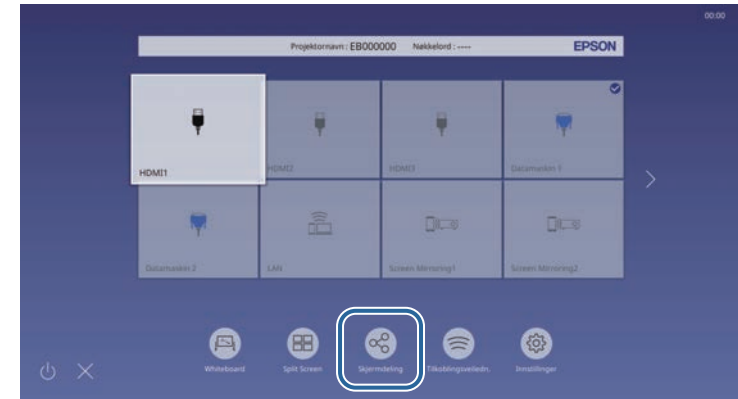 00:00
Projektornavn : EB000000 Nøkkelord : ---- EPSON
HDMI1 HDMI2 HDMI3 Datamaskin 1
Datamaskin 2 LAN Screen Mirroring1 Screen Mirroring2
Whiteboard Split Screen Skjermdeling Tilkoblingsveiledn. Innstillinger